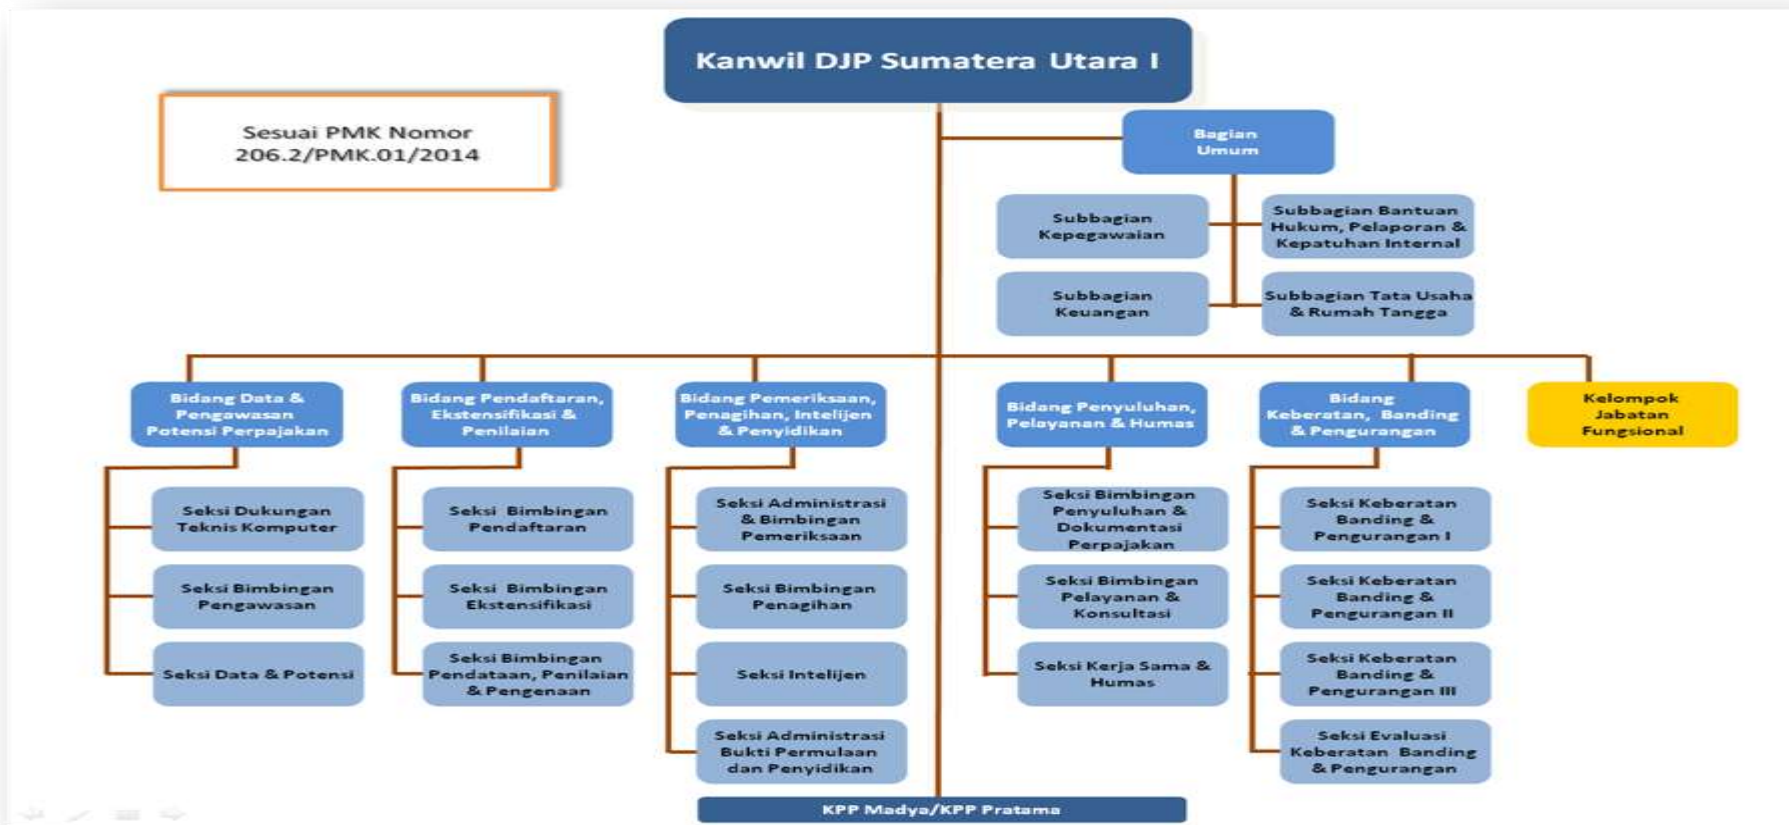 Kanwil DJP Sumatera Utara I
Sesuai PMK Nomor
206.2/PMK.01/2014
Bagian
Umum
Subbagian
Kepegawaian
Subbagian Bantuan
Hukum, Pelaporan &
Kepatuhan Internal
Subbagian
Keuangan
Subbagian Tata Usaha
& Rumah Tangga
Bidang Data &
Pengawasan
Potensi Perpajakan
Bidang Pendaftaran,
Ekstensifikasi &
Penilaian
Bidang Pemeriksaan,
Penagihan, Intelijen
& Penyidikan
Bidang Penyuluhan,
Pelayanan & Humas
Bidang
Keberatan, Banding
& Pengurangan
Kelompok
Jabatan
Fungsional
Seksi Dukungan
Teknis Komputer
Seksi Bimbingan
Pengawasan
Seksi Data & Potensi
Seksi Bimbingan
Pendaftaran
Seksi Bimbingan
Ekstensifikasi
Seksi Bimbingan
Pendataan, Penilaian
& Pengenaan
Seksi Administrasi
& Bimbingan
Pemeriksaan
Seksi Bimbingan
Penagihan
Seksi Intelijen
Seksi Administrasi
Bukti Permulaan
dan Penyidikan
Seksi Bimbingan
Penyuluhan &
Dokumentasi
Perpajakan
Seksi Bimbingan
Pelayanan &
Konsultasi
Seksi Kerja Sama &
Humas
Seksi Keberatan
Banding &
Pengurangan I
Seksi Keberatan
Banding &
Pengurangan II
Seksi Keberatan
Banding &
Pengurangan III
Seksi Evaluasi
Keberatan Banding
& Pengurangan
KPP Madya/KPP Pratama